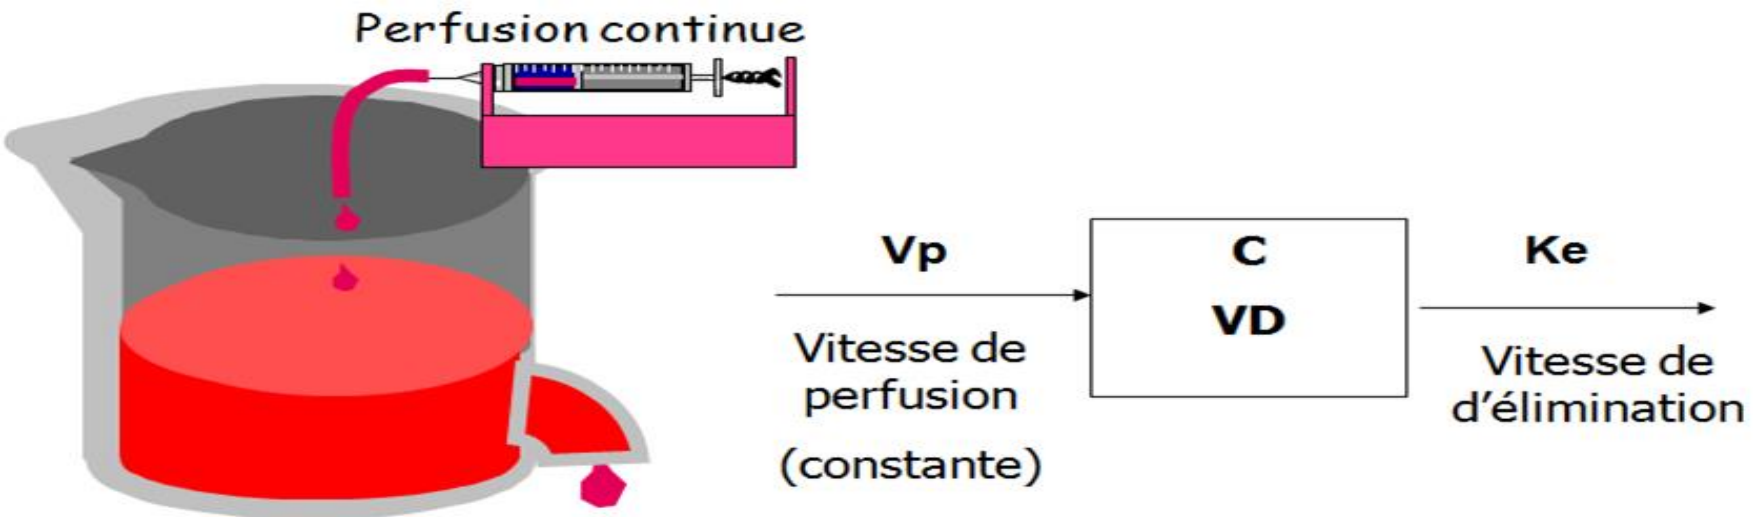 Perfusion continue
Vp
Vitesse de
perfusion
(constante)
C
VD
Ke
Vitesse de
d'élimination